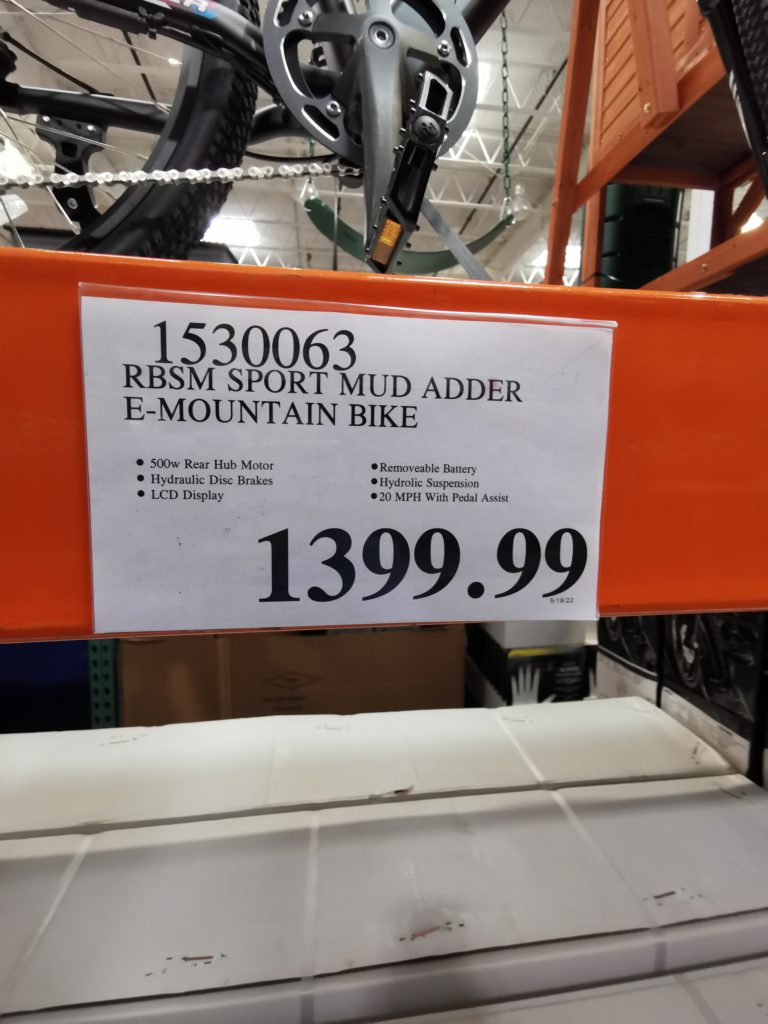 1530063
RBSM SPORT MUD ADDER
E-MOUNTAIN BIKE
• 500w Rear Hub Motor
• Hydraulic Disc Brakes
• LCD Display
• Removeable Battery
• Hydrolic Suspension
• 20 MPH With Pedal Assist
1399.99
5/19/22